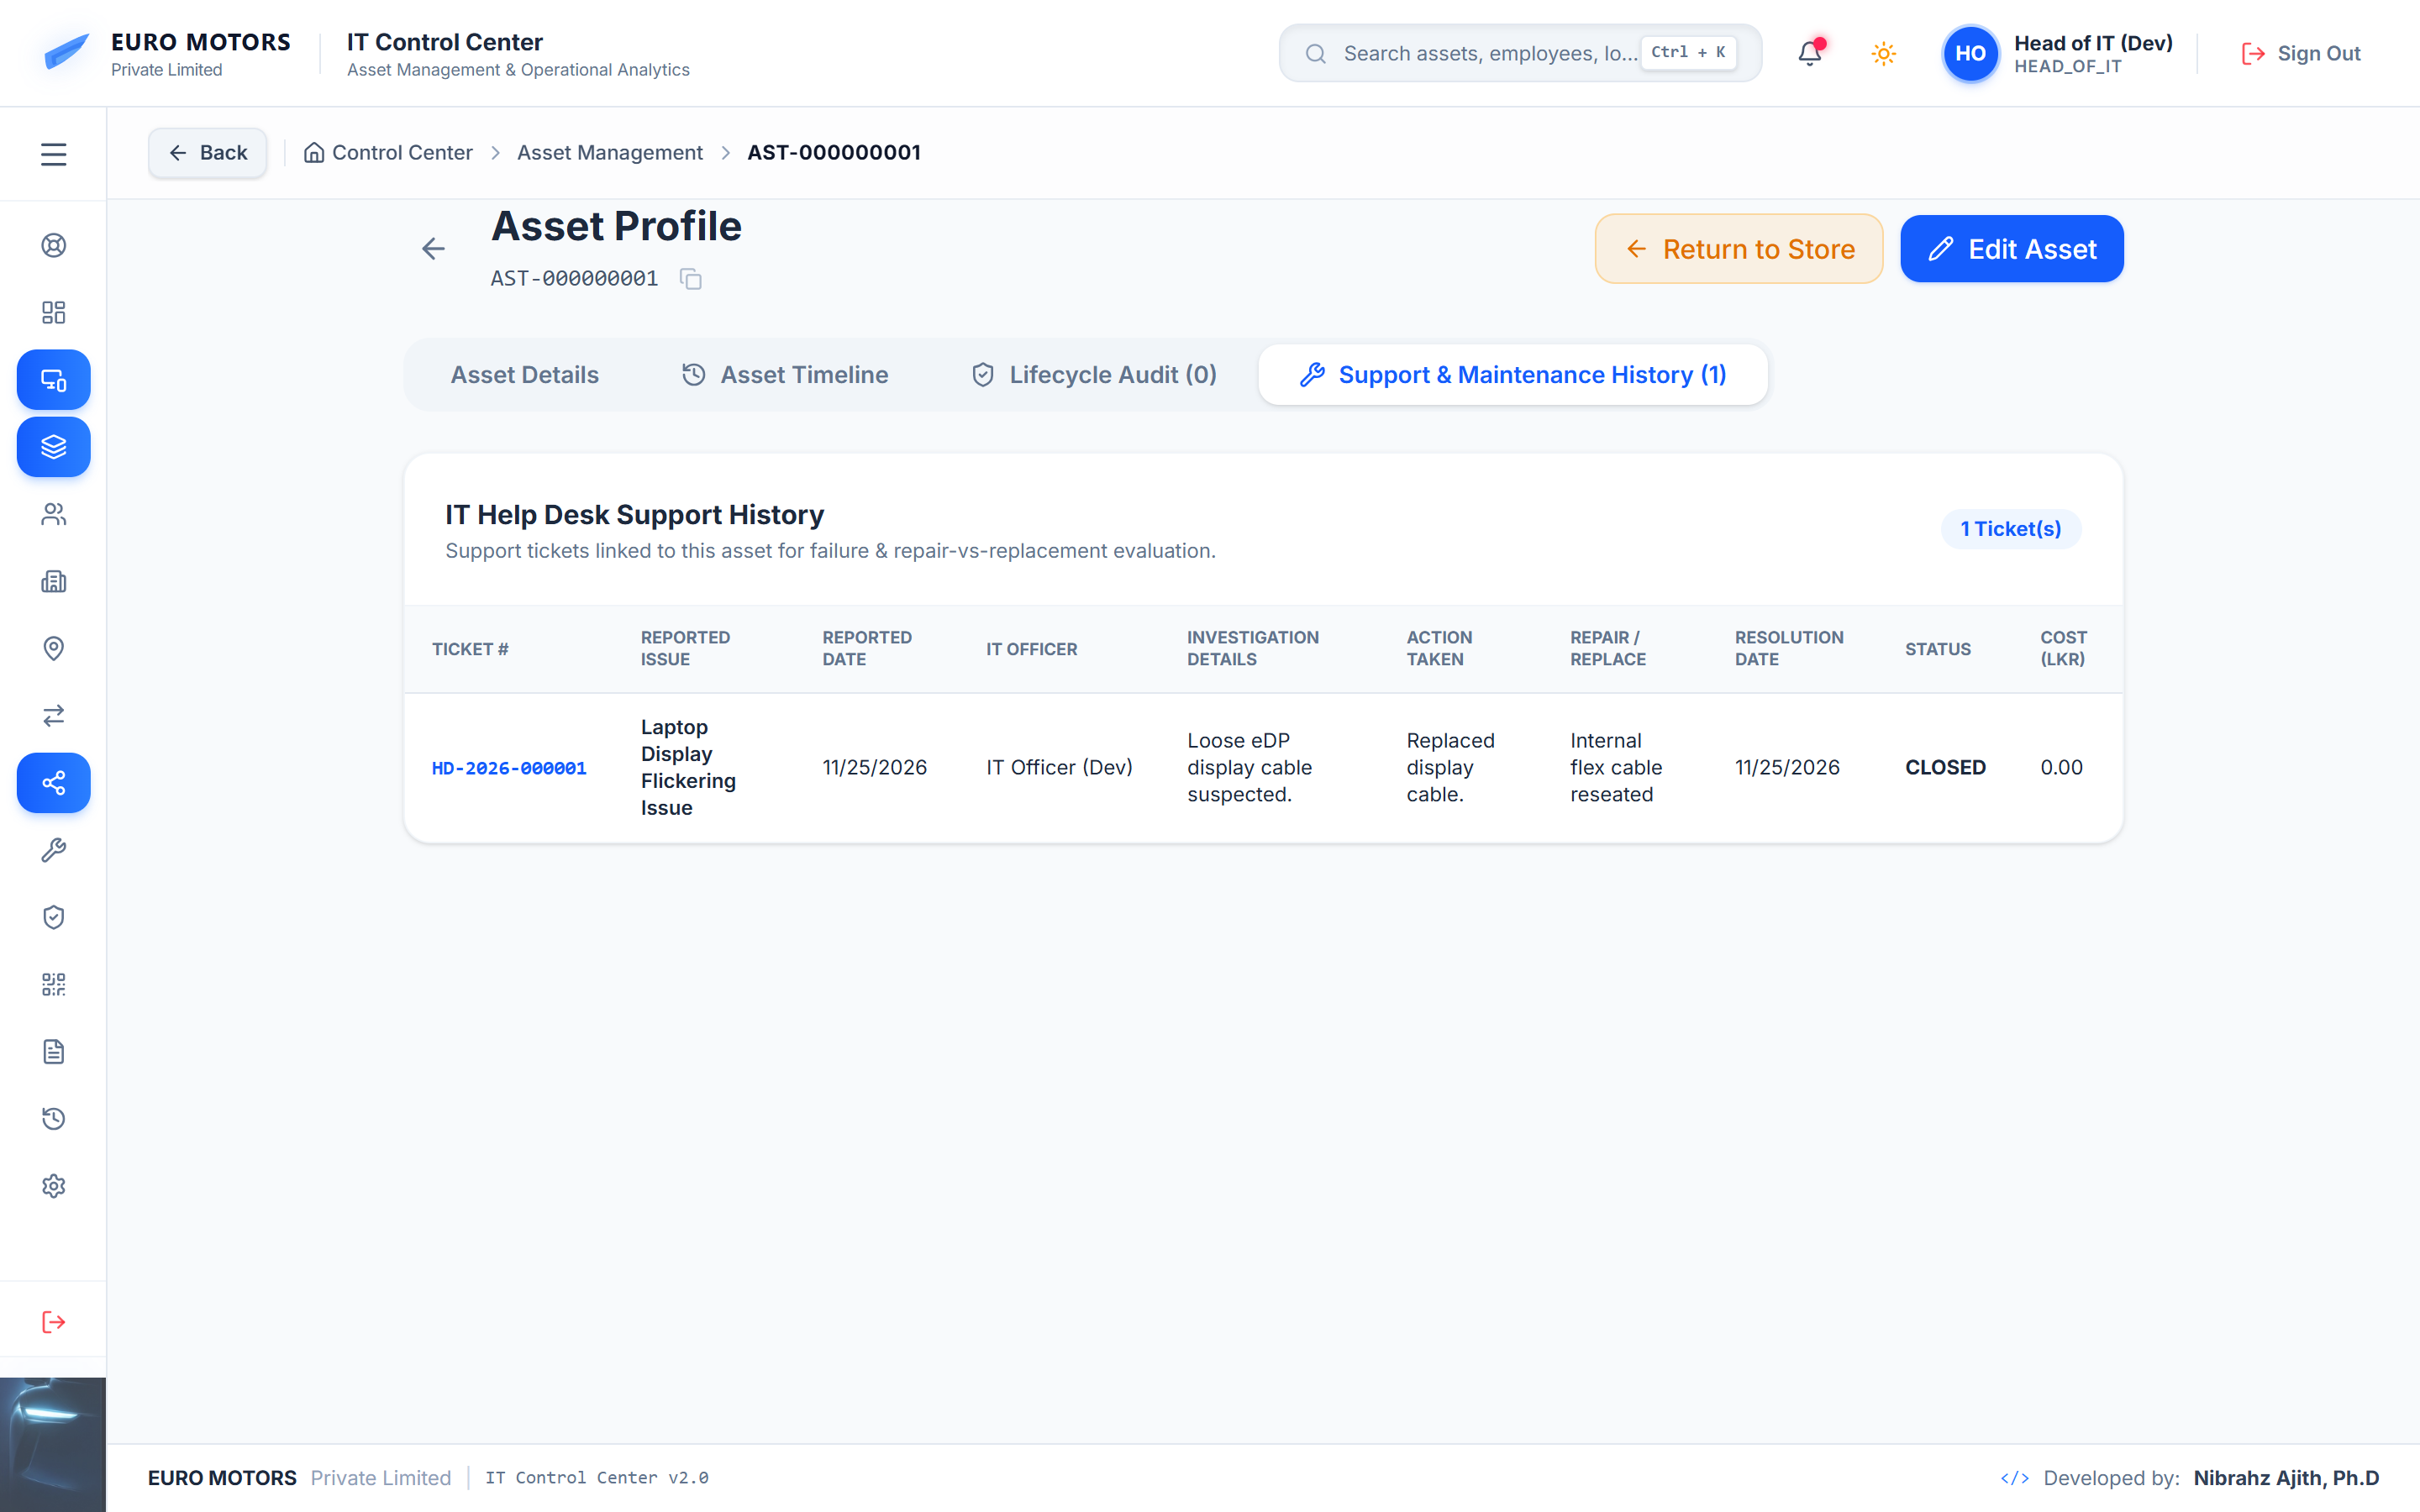 EURO MOTORS
Private Limited
IT Control Center
Asset Management & Operational Analytics
Search assets, employees, lo...
Ctrl + K
HO
Head of IT (Dev)
HEAD_OF_IT
Sign Out
Back
Control Center
Asset Management
AST-000000001
Asset Profile
AST-000000001
Return to Store
Edit Asset
Asset Details
Asset Timeline
Lifecycle Audit (0)
Support & Maintenance History (1)
IT Help Desk Support History
Support tickets linked to this asset for failure & repair-vs-replacement evaluation.
1 Ticket(s)
TICKET #
REPORTED
ISSUE
REPORTED
DATE
IT OFFICER
INVESTIGATION
DETAILS
ACTION
TAKEN
REPAIR /
REPLACE
RESOLUTION
DATE
STATUS
COST
(LKR)
HD-2026-000001
Laptop
Display
Flickering
Issue
11/25/2026
IT Officer (Dev)
Loose eDP
display cable
suspected.
Replaced
display
cable.
Internal
flex cable
reseated
11/25/2026
CLOSED
0.00
EURO MOTORS Private Limited
IT Control Center v2.0
</> Developed by: Nibrahz Ajith, Ph.D